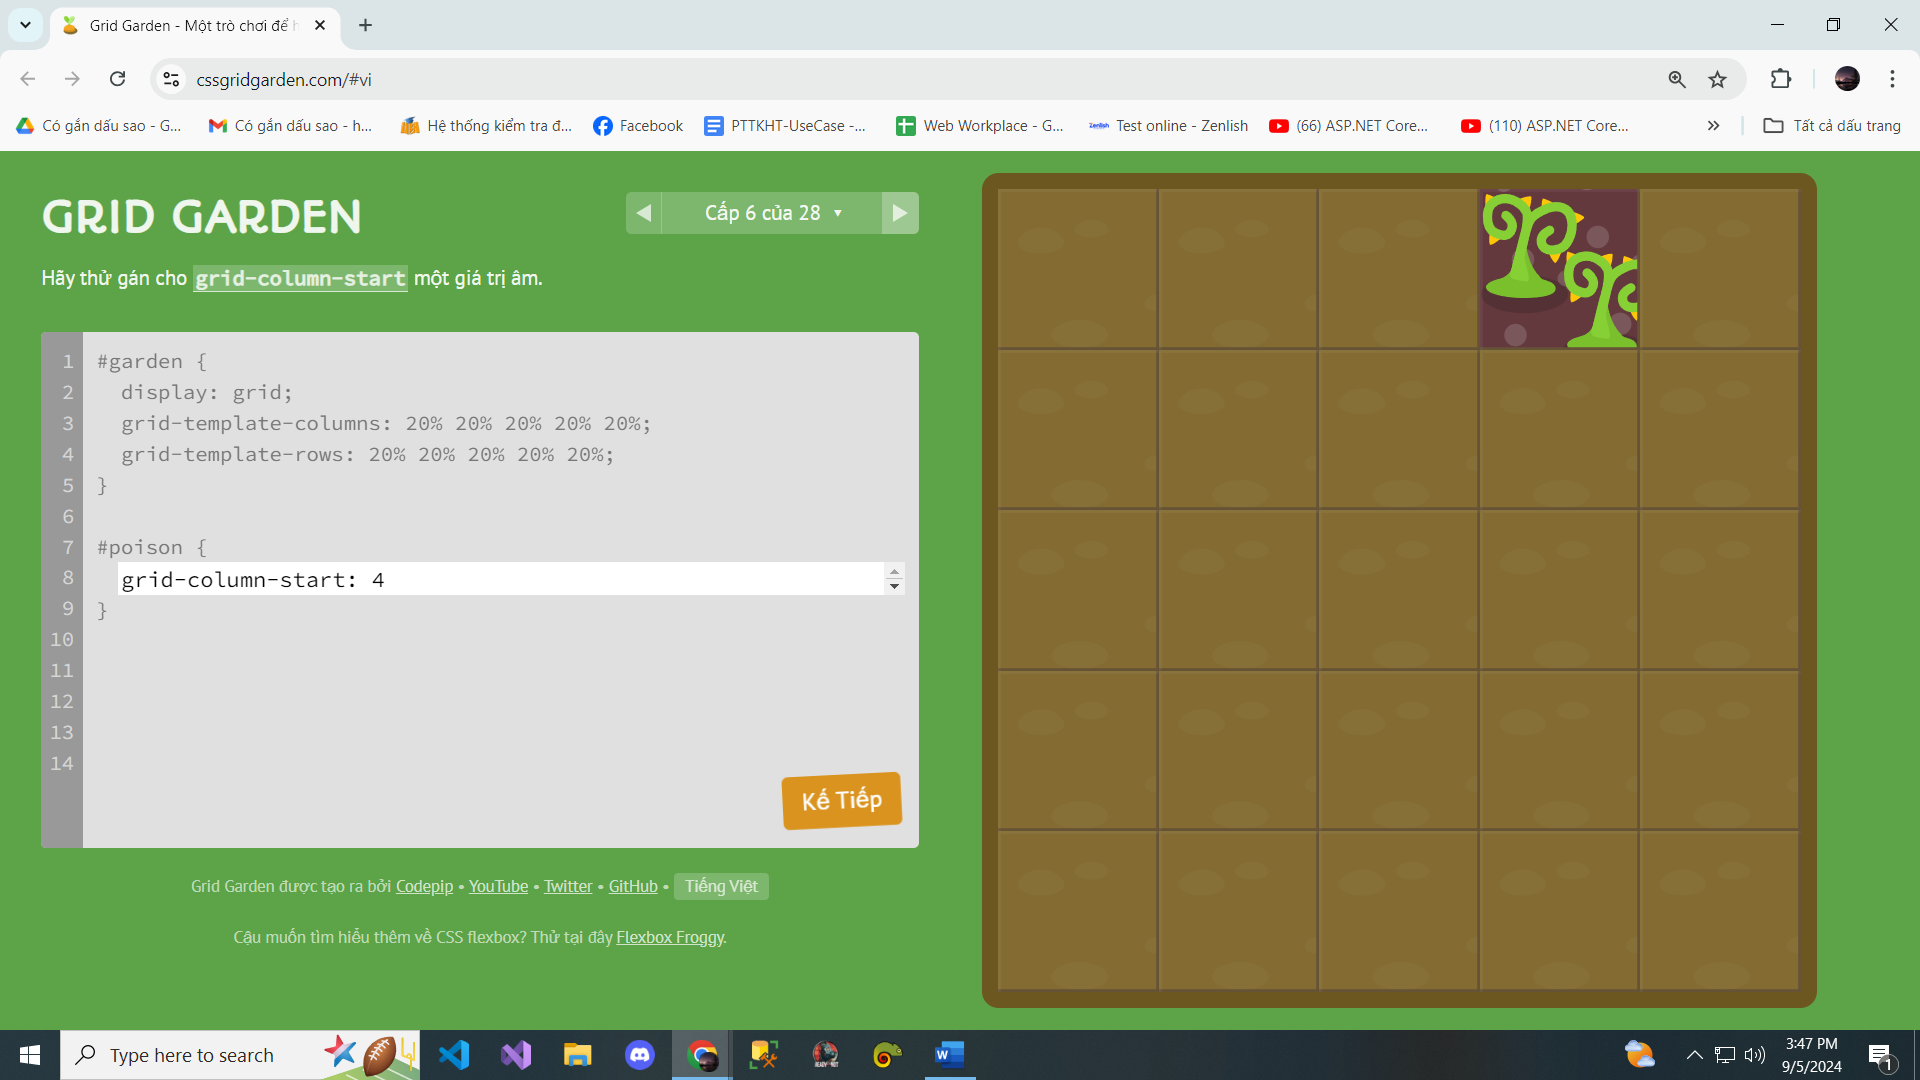 Grid Garden - Một trò chơi để h
cssgridgarden.com/#vi
Có gắn dấu sao - G...
Có gắn dấu sao - h...
Hệ thống kiểm tra đ...
Facebook
PTTKHT-UseCase -...
Web Workplace - G...
Zenlish
Test online - Zenlish
(66) ASP.NET Core...
(110) ASP.NET Core...
Tất cả dấu trang
GRID GARDEN
Cấp 6 của 28
Hãy thử gán cho grid-column-start một giá trị âm.
1 #garden {
2 display: grid;
3 grid-template-columns: 20% 20% 20% 20% 20%;
4 grid-template-rows: 20% 20% 20% 20% 20%;
5 }
6
7 #poison {
8 grid-column-start: 4
9 }
10
11
12
13
14
Kế Tiếp
Grid Garden được tạo ra bởi Codepip • YouTube • Twitter • GitHub • Tiếng Việt
Cậu muốn tìm hiểu thêm về CSS flexbox? Thử tại đây Flexbox Froggy.
Type here to search
READY NOT
W
3:47 PM
9/5/2024
1